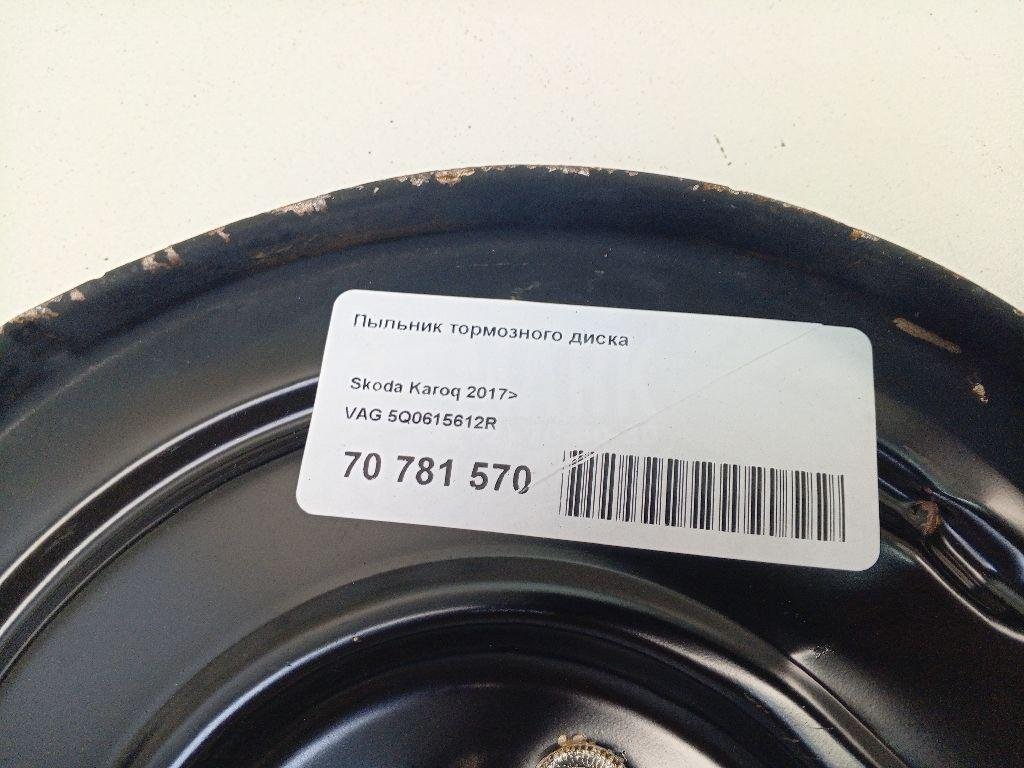 Пыльник тормозного диска
Skoda Karoq 2017>
VAG 5Q0615612R
70 781 570